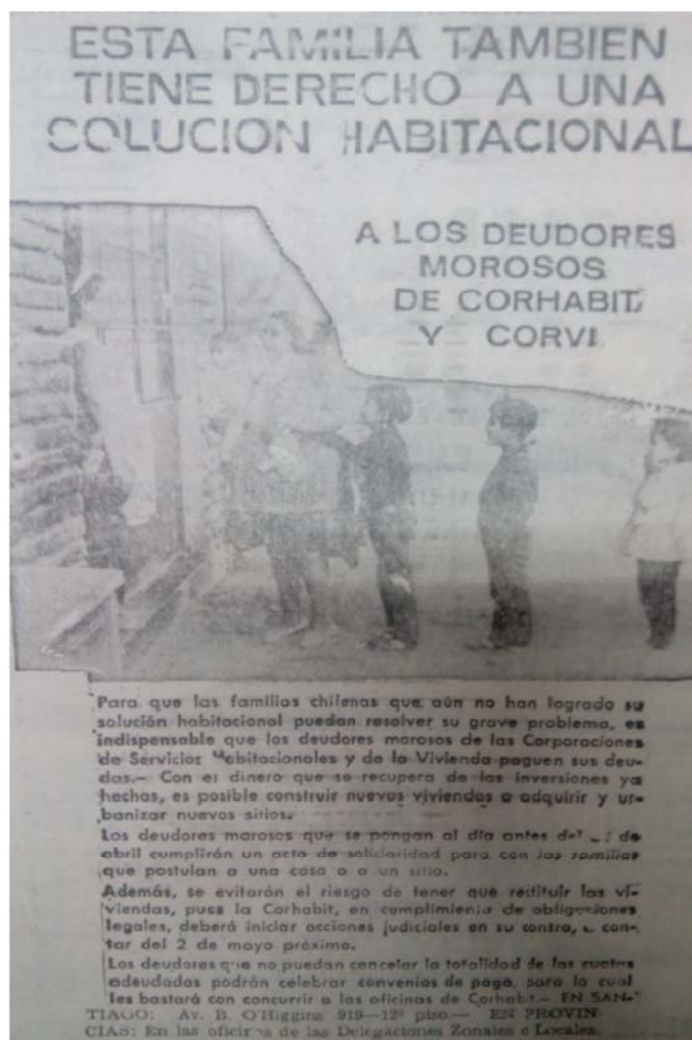 ESTA FAMILIA TAMBIEN
TIENE DERECHO A UNA
SOLUCION HABITACIONAL
A LOS DEUDORES
MOROSOS
DE CORHABIT
Y CORVI
Para que las familias chilenas que aún no han logrado su
solución habitacional puedan resolver su grave problema, es
indispensable que los deudores morosos de las Corporaciones
de Servicios Habitacionales y de la Vivienda paguen sus deu-
das.— Con el dinero que se recupera de las inversiones ya
hechas, es posible construir nuevas viviendas o adquirir y ur-
banizar nuevos sitios.
Los deudores morosos que se pongan al día antes del de
abril cumplirán un acto de solidaridad para con las familias
que postulan a una casa o a un sitio.
Además, se evitarán el riesgo de tener que restituir las vi-
viendas, pues la Corhabit, en cumplimiento de obligaciones
legales, deberá iniciar acciones judiciales en su contra, a con-
tar del 2 de mayo próximo.
Los deudores que no puedan cancelar la totalidad de las cuotas
adeudadas podrán celebrar convenios de pago, para lo cual
les bastará con concurrir a las oficinas de Corhabit.— EN SAN-
TIAGO: Av. B. O'Higgins 919—12º piso.— EN PROVIN-
CIAS: En las oficinas de las Delegaciones Zonales o Locales.